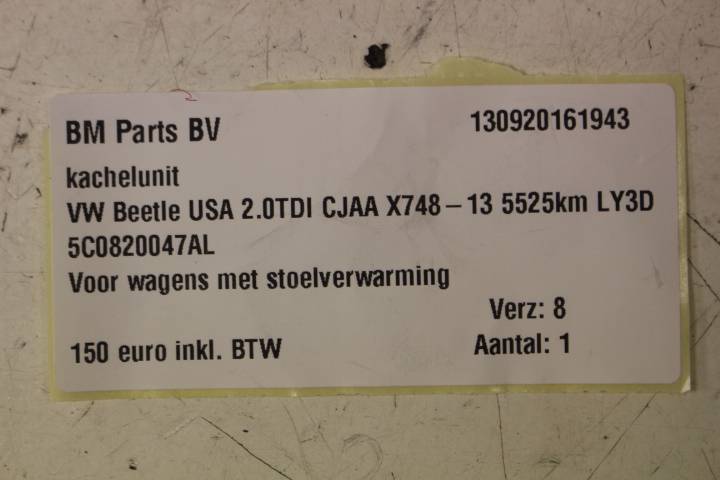 BM Parts BV 130920161943
kachelunit
VW Beetle USA 2.0TDI CJAA X748-13 5525km LY3D
5C0820047AL
Voor wagens met stoelverwarming
Verz: 8
150 euro inkl. BTW Aantal: 1